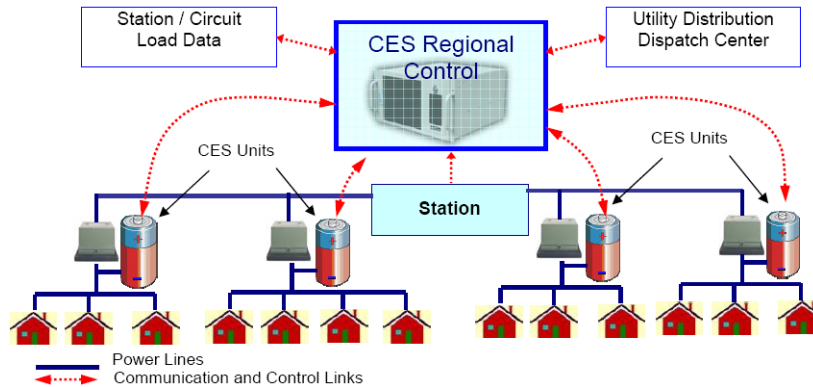 Station / Circuit
Load Data
CES Regional
Control
Utility Distribution
Dispatch Center
CES Units
CES Units
Station
Power Lines
Communication and Control Links